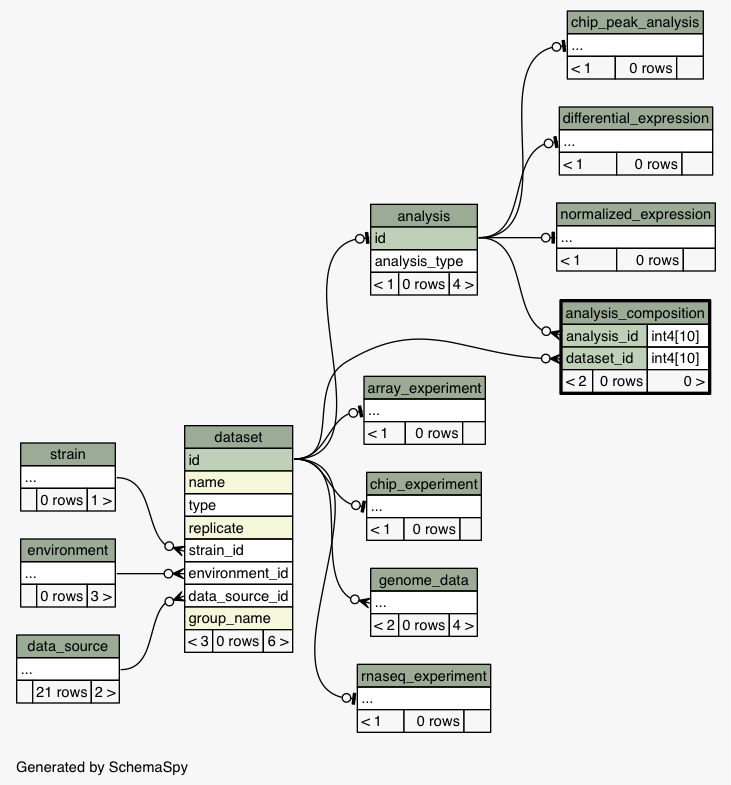 chip_peak_analysis
...
< 1 0 rows
differential_expression
...
< 1 0 rows
normalized_expression
...
< 1 0 rows
analysis
id
analysis_type
< 1 0 rows 4 >
analysis_composition
analysis_id int4[10]
dataset_id int4[10]
< 2 0 rows 0 >
array_experiment
...
< 1 0 rows
chip_experiment
...
< 1 0 rows
genome_data
...
< 2 0 rows 4 >
rnaseq_experiment
...
< 1 0 rows
dataset
id
name
type
replicate
strain_id
environment_id
data_source_id
group_name
< 3 0 rows 6 >
strain
...
0 rows 1 >
environment
...
0 rows 3 >
data_source
...
21 rows 2 >
Generated by SchemaSpy